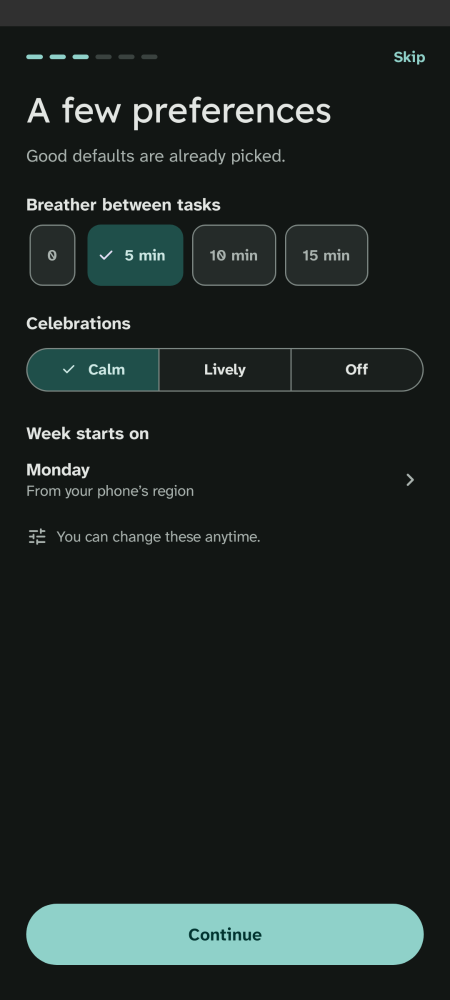 Skip
A few preferences
Good defaults are already picked.
Breather between tasks
0 5 min 10 min 15 min
Celebrations
Calm Lively Off
Week starts on
Monday
From your phone's region
You can change these anytime.
Continue